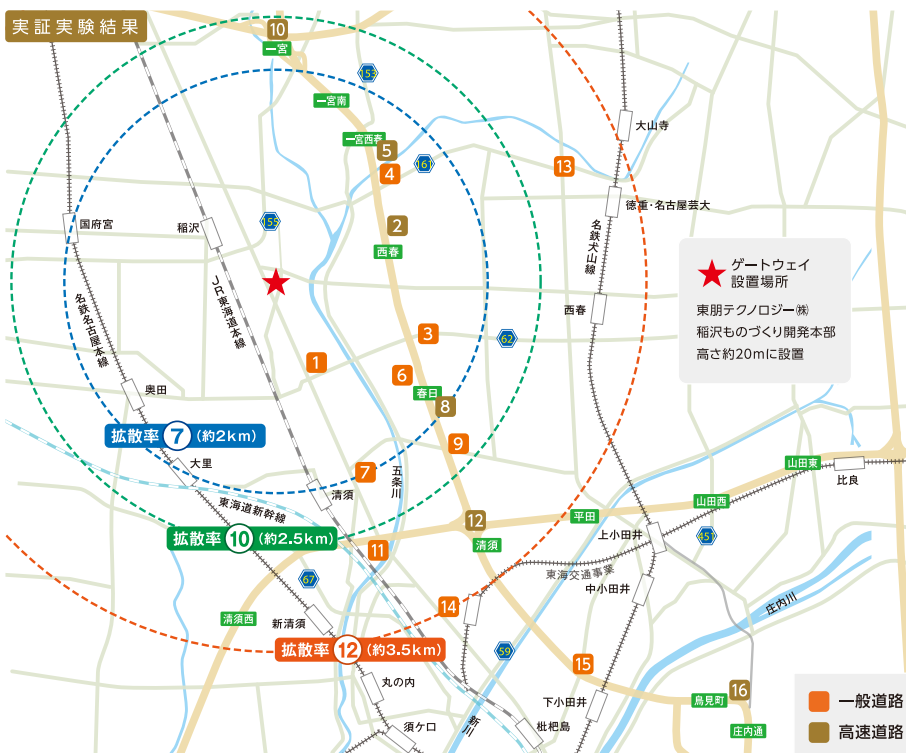 実証実験結果
10
一宮
153
一宮南
一宮西春
5
161
4
13
大山寺
徳重・名古屋芸大
国府宮
稲沢
155
2
西春
名鉄犬山線
ゲートウェイ
設置場所
東朋テクノロジー㈱
稲沢ものづくり開発本部
高さ約20mに設置
JR東海道本線
名鉄名古屋本線
西春
3
62
1
6
奥田
春日
8
拡散率 7 (約2km)
9
大里
7
五条川
清須
山田東
比良
東海道新幹線
山田西
12
平田
拡散率 10 (約2.5km)
清須
上小田井
451
11
東海交通事業
67
中小田井
庄内川
14
清須西
新清須
拡散率 12 (約3.5km)
59
15
丸の内
16
鳥見町
下小田井
一般道路
須ケロ
新川
枇杷島
庄内通
高速道路